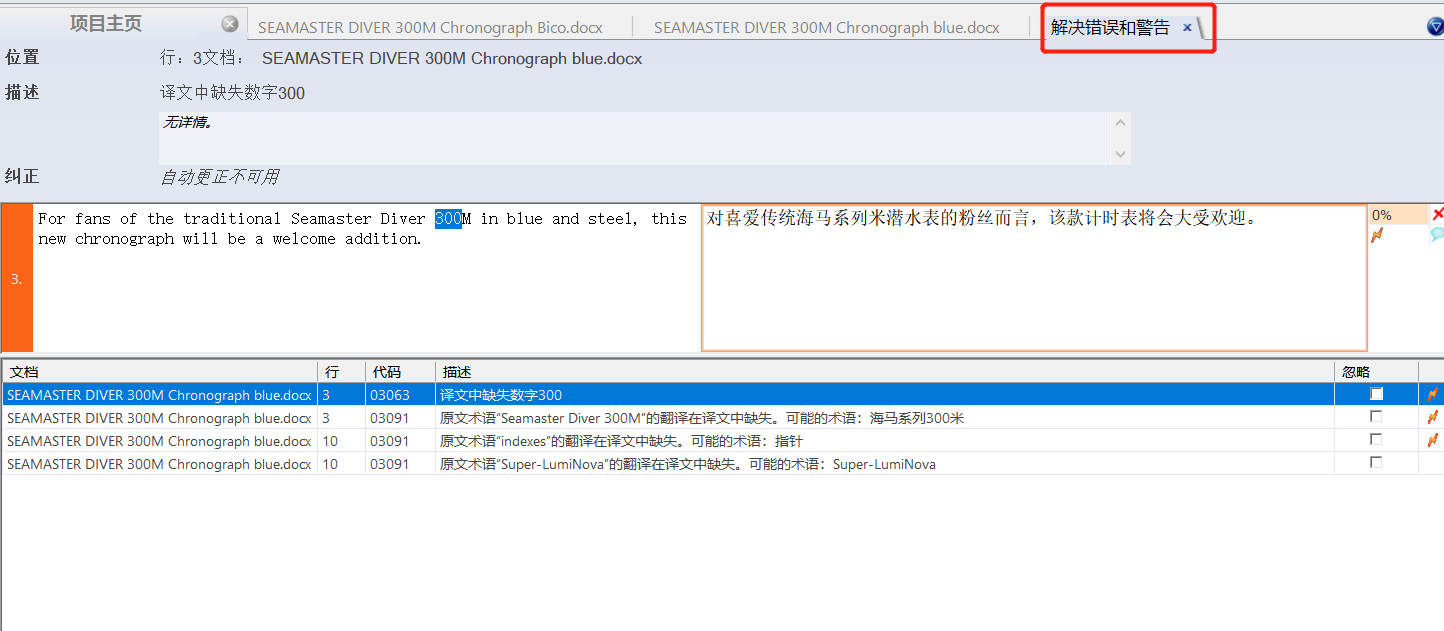 项目主页
SEAMASTER DIVER 300M Chronograph Bico.docx
SEAMASTER DIVER 300M Chronograph blue.docx
解决错误和警告
位置 行：3文档： SEAMASTER DIVER 300M Chronograph blue.docx
描述 译文中缺失数字300
无详情。
纠正 自动更正不可用
3.
For fans of the traditional Seamaster Diver 300M in blue and steel, this
new chronograph will be a welcome addition.
对喜爱传统海马系列米潜水表的粉丝而言，该款计时表将会大受欢迎。
0%
文档 行 代码 描述 忽略
SEAMASTER DIVER 300M Chronograph blue.docx 3 03063 译文中缺失数字300
SEAMASTER DIVER 300M Chronograph blue.docx 3 03091 原文术语“Seamaster Diver 300M”的翻译在译文中缺失。可能的术语：海马系列300米
SEAMASTER DIVER 300M Chronograph blue.docx 10 03091 原文术语“indexes”的翻译在译文中缺失。可能的术语：指针
SEAMASTER DIVER 300M Chronograph blue.docx 10 03091 原文术语“Super-LumiNova”的翻译在译文中缺失。可能的术语：Super-LumiNova